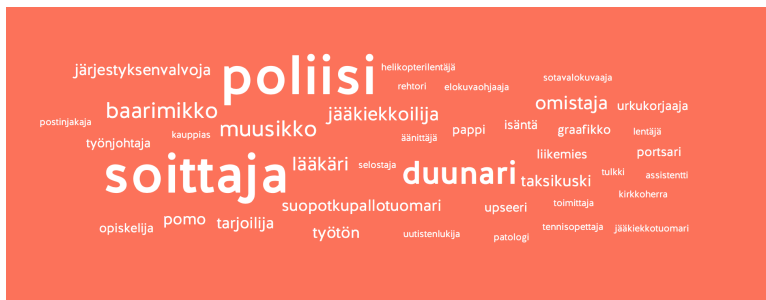 järjestyksenvalvoja
poliisi
helikopterilentäjä
rehtori
elokuvaohjaaja
sotavalokuvaaja
baarimikko
jääkiekkoilija
omistaja
urkukorjaaja
postinjakaja
kauppias
muusikko
äänittäjä
pappi
isäntä
graafikko
lentäjä
työnjohtaja
soittaja
lääkäri
selostaja
duunari
liikemies
portsari
taksikuski
tulkki
assistentti
kirkkoherra
suopotkupallotuomari
upseeri
toimittaja
opiskelija
pomo
tarjoilija
työtön
uutistenlukija
patologi
tennisopettaja
jääkiekkotuomari